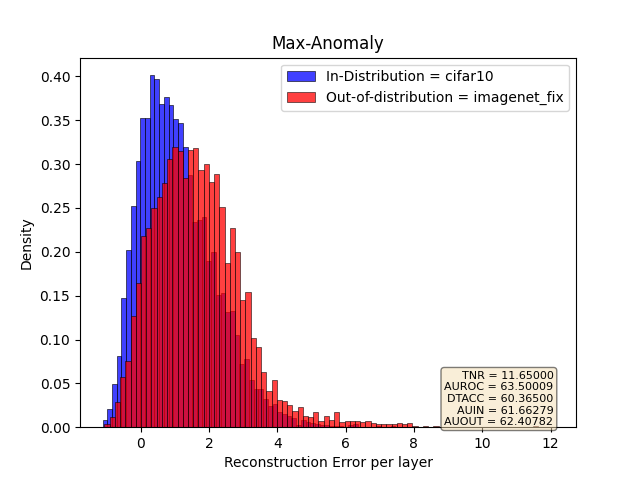 Max-Anomaly
In-Distribution = cifar10
Out-of-distribution = imagenet_fix
Density
0.40
0.35
0.30
0.25
0.20
0.15
0.10
0.05
0.00
TNR = 11.65000
AUROC = 63.50009
DTACC = 60.36500
AUIN = 61.66279
AUOUT = 62.40782
0 2 4 6 8 10 12
Reconstruction Error per layer